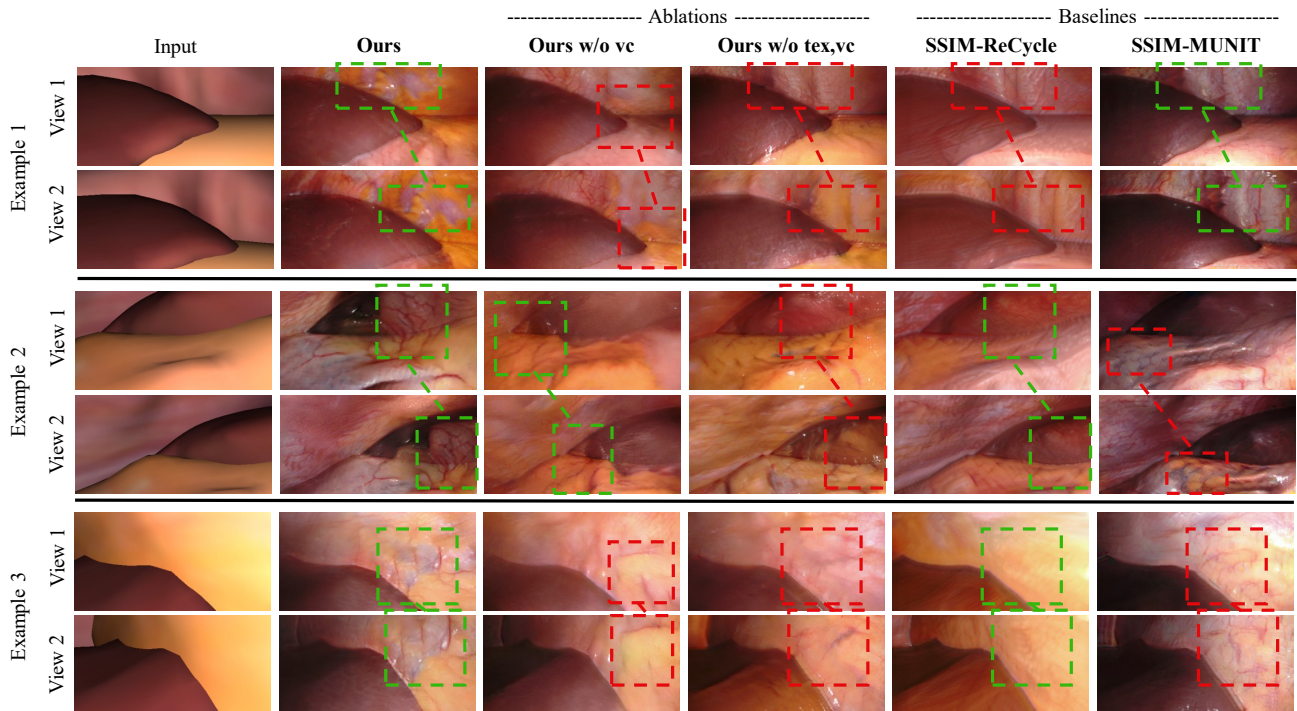 -------------------- Ablations --------------------
-------------------- Baselines --------------------
Input
Ours
Ours w/o vc
Ours w/o tex,vc
SSIM-ReCycle
SSIM-MUNIT
Example 1
View 1
View 2
Example 2
View 1
View 2
Example 3
View 1
View 2